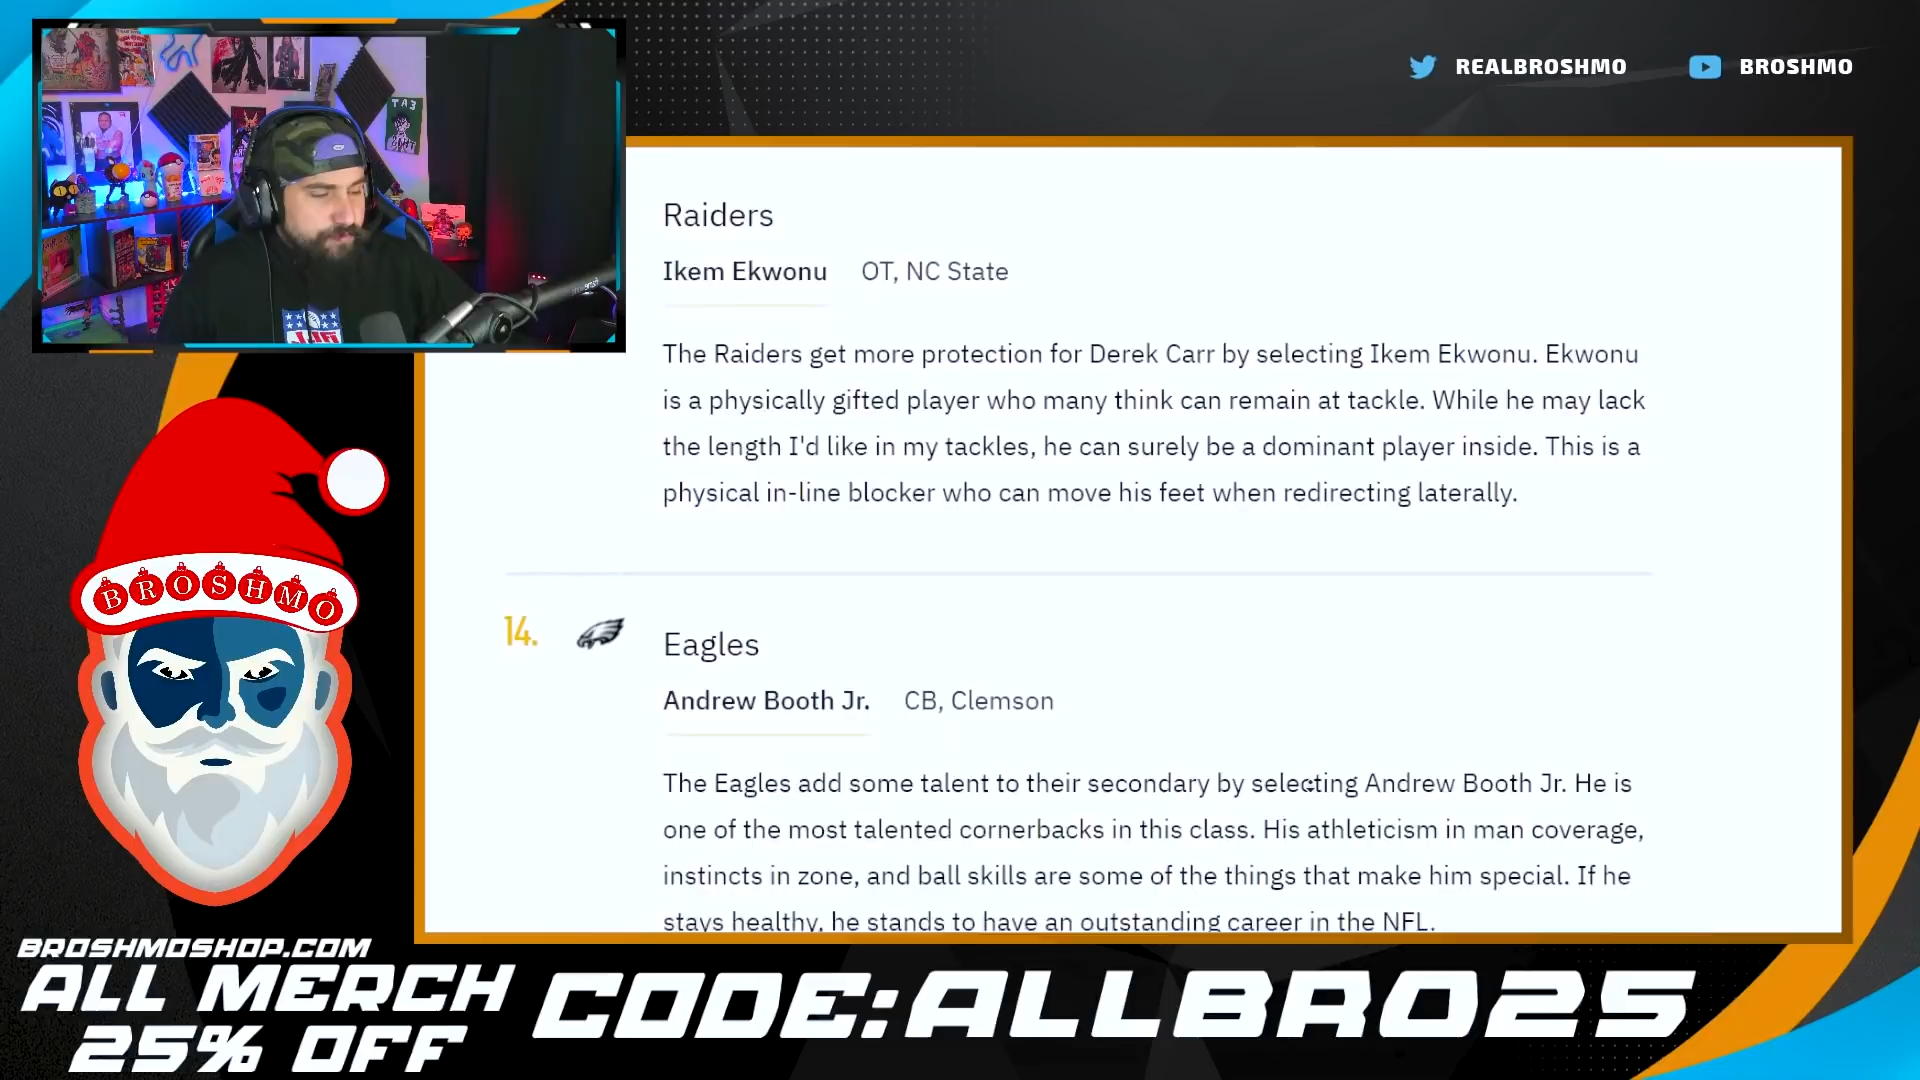 REALBROSHMO
BROSHMO
TAZ
Raiders
Ikem Ekwonu OT, NC State
The Raiders get more protection for Derek Carr by selecting Ikem Ekwonu. Ekwonu
is a physically gifted player who many think can remain at tackle. While he may lack
the length I'd like in my tackles, he can surely be a dominant player inside. This is a
physical in-line blocker who can move his feet when redirecting laterally.
14.
Eagles
Andrew Booth Jr. CB, Clemson
The Eagles add some talent to their secondary by selecting Andrew Booth Jr. He is
one of the most talented cornerbacks in this class. His athleticism in man coverage,
instincts in zone, and ball skills are some of the things that make him special. If he
stays healthy, he stands to have an outstanding career in the NFL.
BROSHMO
BROSHMOSHOP.COM
ALL MERCH
25% OFF
CODE:ALLBRO25